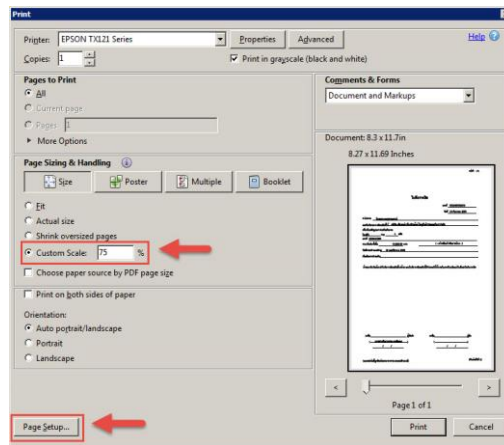 Print
Printer: EPSON TX121 Series Properties Advanced Help
Copies: 1 Print in grayscale (black and white)
Pages to Print
All
Current page
Pages 1
More Options
Comments & Forms
Document and Markups
Document: 8.3 x 11.7in
8.27 x 11.69 Inches
Page Sizing & Handling
Size Poster Multiple Booklet
Fit
Actual size
Shrink oversized pages
Custom Scale: 75 %
Choose paper source by PDF page size
Print on both sides of paper
Orientation:
Auto portrait/landscape
Portrait
Landscape
< >
Page 1 of 1
Page Setup... Print Cancel